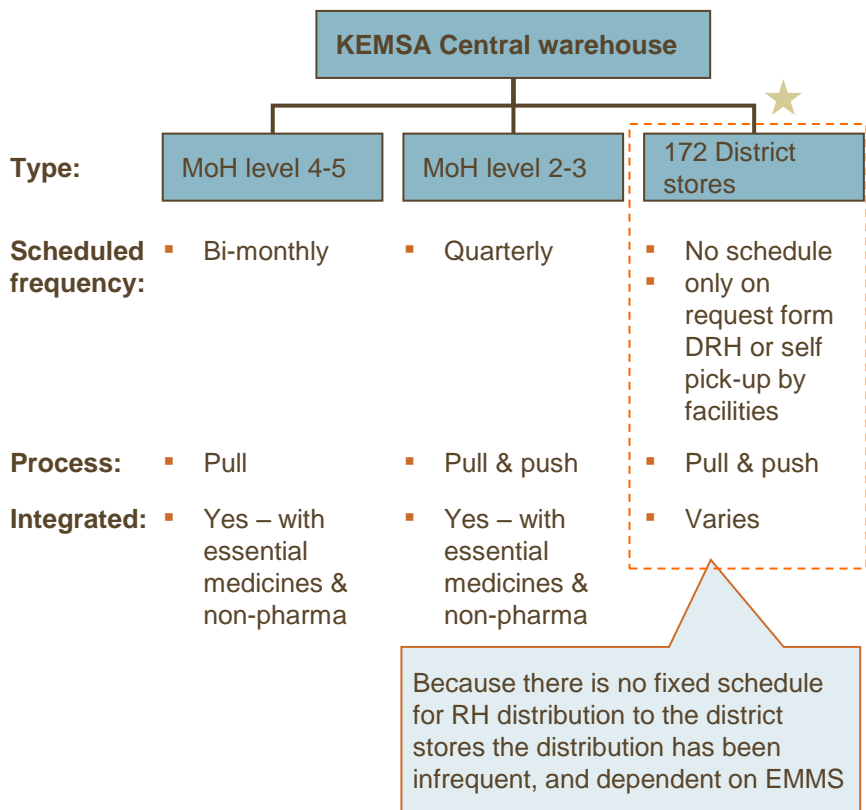 KEMSA Central warehouse
Type:
MoH level 4-5
MoH level 2-3
172 District
stores
Scheduled
frequency:
▪ Bi-monthly
▪ Quarterly
▪ No schedule
▪ only on
request form
DRH or self
pick-up by
facilities
Process:
▪ Pull
▪ Pull & push
▪ Pull & push
Integrated:
▪ Yes – with
essential
medicines &
non-pharma
▪ Yes – with
essential
medicines &
non-pharma
▪ Varies
Because there is no fixed schedule
for RH distribution to the district
stores the distribution has been
infrequent, and dependent on EMMS